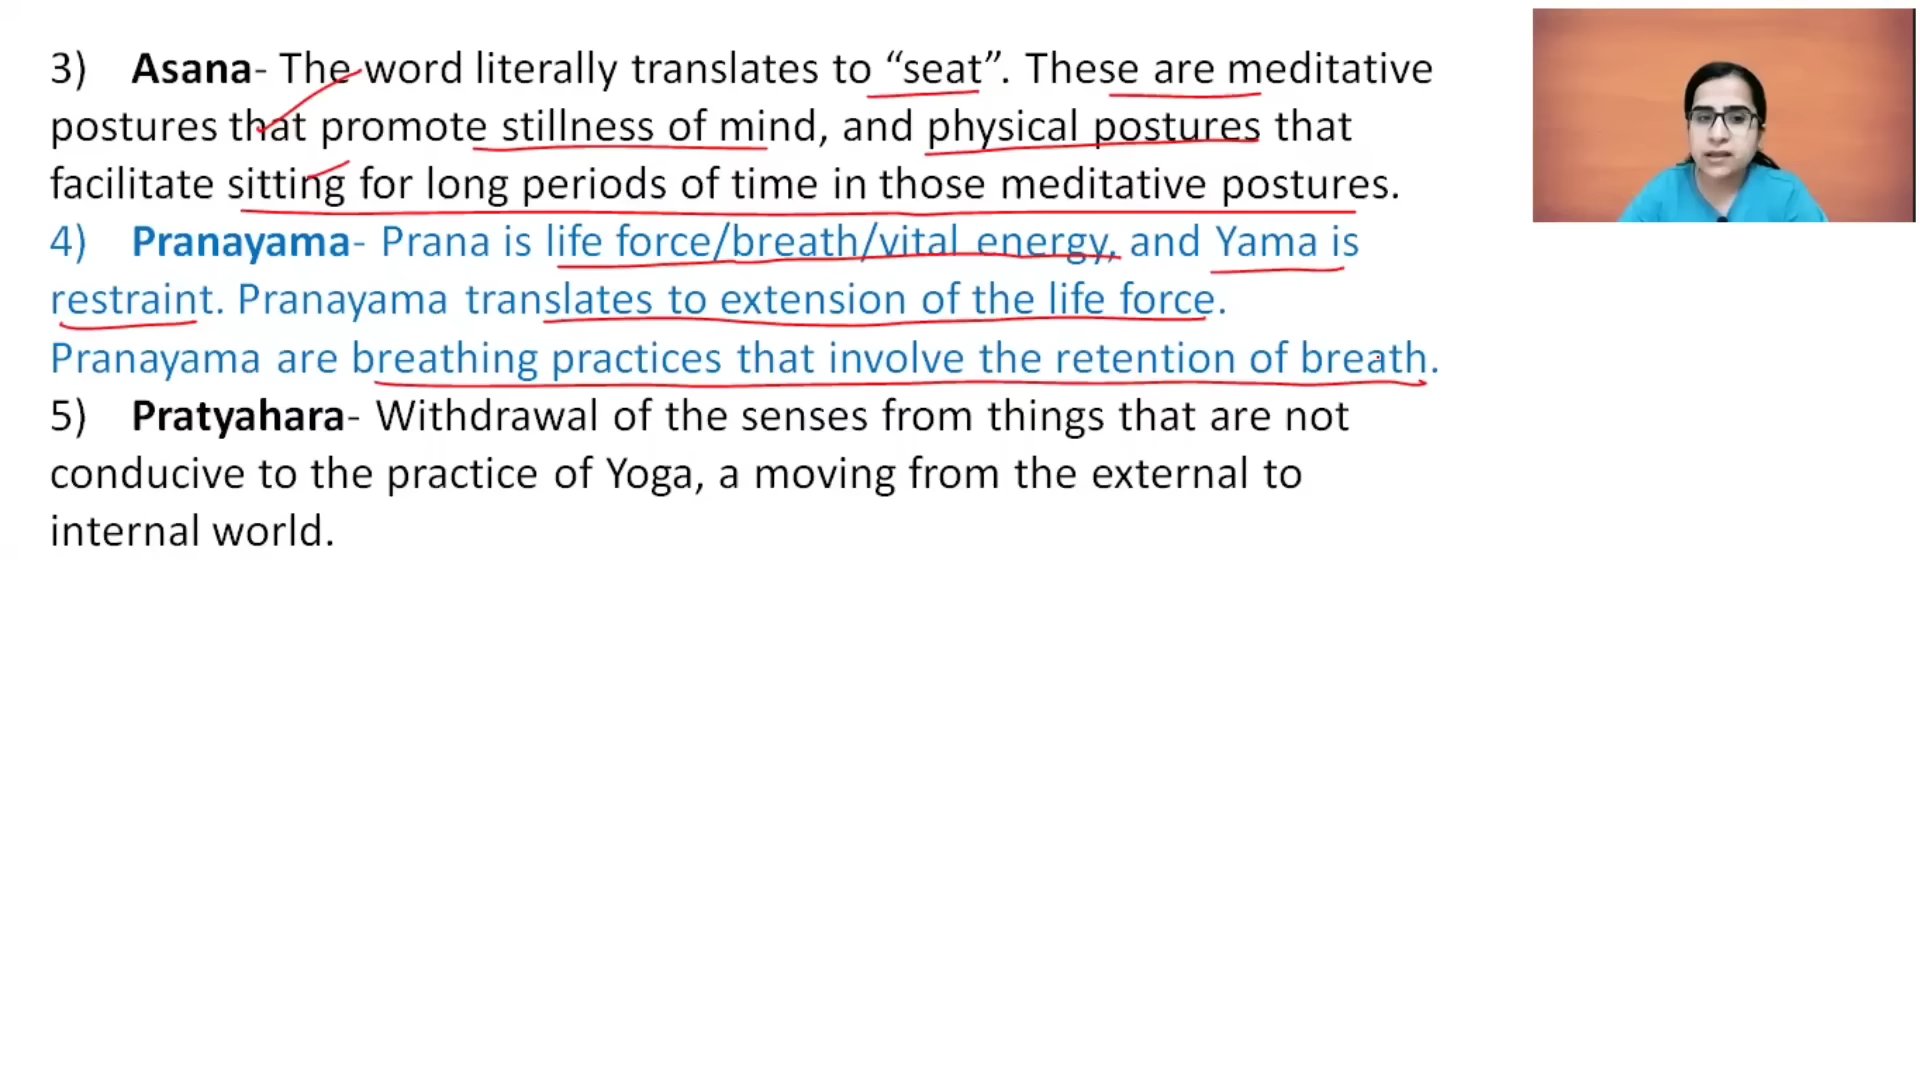 3) Asana- The word literally translates to “seat”. These are meditative
postures that promote stillness of mind, and physical postures that
facilitate sitting for long periods of time in those meditative postures.
4) Pranayama- Prana is life force/breath/vital energy, and Yama is
restraint. Pranayama translates to extension of the life force.
Pranayama are breathing practices that involve the retention of breath.
5) Pratyahara- Withdrawal of the senses from things that are not
conducive to the practice of Yoga, a moving from the external to
internal world.